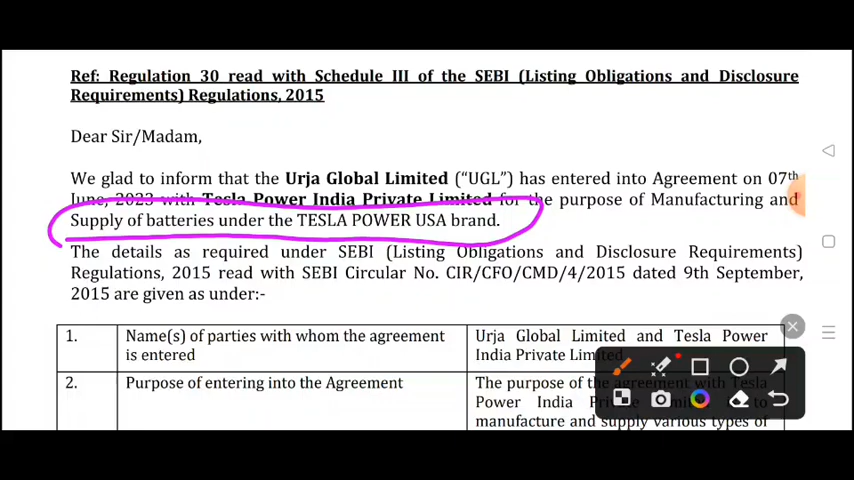 Ref: Regulation 30 read with Schedule III of the SEBI (Listing Obligations and Disclosure
Requirements) Regulations, 2015
Dear Sir/Madam,
We glad to inform that the Urja Global Limited ("UGL") has entered into Agreement on 07th
June, 2023 with Tesla Power India Private Limited for the purpose of Manufacturing and
Supply of batteries under the TESLA POWER USA brand.
The details as required under SEBI (Listing Obligations and Disclosure Requirements)
Regulations, 2015 read with SEBI Circular No. CIR/CFO/CMD/4/2015 dated 9th September,
2015 are given as under:-
1. Name(s) of parties with whom the agreement is entered
Urja Global Limited and Tesla Power
India Private Limited
2. Purpose of entering into the Agreement
The purpose of the agreement with Tesla
Power India to
manufacture and supply various types of